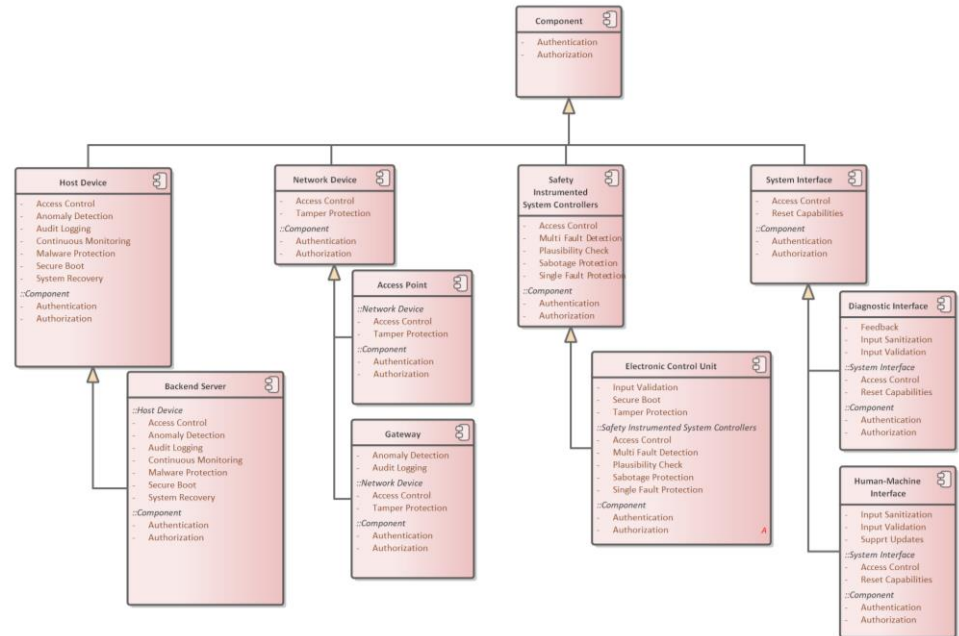 Component
- Authentication
- Authorization
Host Device
- Access Control
- Anomaly Detection
- Audit Logging
- Continuous Monitoring
- Malware Protection
- Secure Boot
- System Recovery
::Component
- Authentication
- Authorization
Network Device
- Access Control
- Tamper Protection
::Component
- Authentication
- Authorization
Safety
Instrumented
System Controllers
- Access Control
- Multi Fault Detection
- Plausibility Check
- Sabotage Protection
- Single Fault Protection
::Component
- Authentication
- Authorization
System Interface
- Access Control
- Reset Capabilities
::Component
- Authentication
- Authorization
Backend Server
::Host Device
- Access Control
- Anomaly Detection
- Audit Logging
- Continuous Monitoring
- Malware Protection
- Secure Boot
- System Recovery
::Component
- Authentication
- Authorization
Access Point
::Network Device
- Access Control
- Tamper Protection
::Component
- Authentication
- Authorization
Gateway
- Anomaly Detection
- Audit Logging
::Network Device
- Access Control
- Tamper Protection
::Component
- Authentication
- Authorization
Electronic Control Unit
- Input Validation
- Secure Boot
- Tamper Protection
::Safety Instrumented System Controllers
- Access Control
- Multi Fault Detection
- Plausibility Check
- Sabotage Protection
- Single Fault Protection
::Component
- Authentication
- Authorization
A
Diagnostic Interface
- Feedback
- Input Sanitization
- Input Validation
::System Interface
- Access Control
- Reset Capabilities
::Component
- Authentication
- Authorization
Human-Machine
Interface
- Input Sanitization
- Input Validation
- Supprt Updates
::System Interface
- Access Control
- Reset Capabilities
::Component
- Authentication
- Authorization